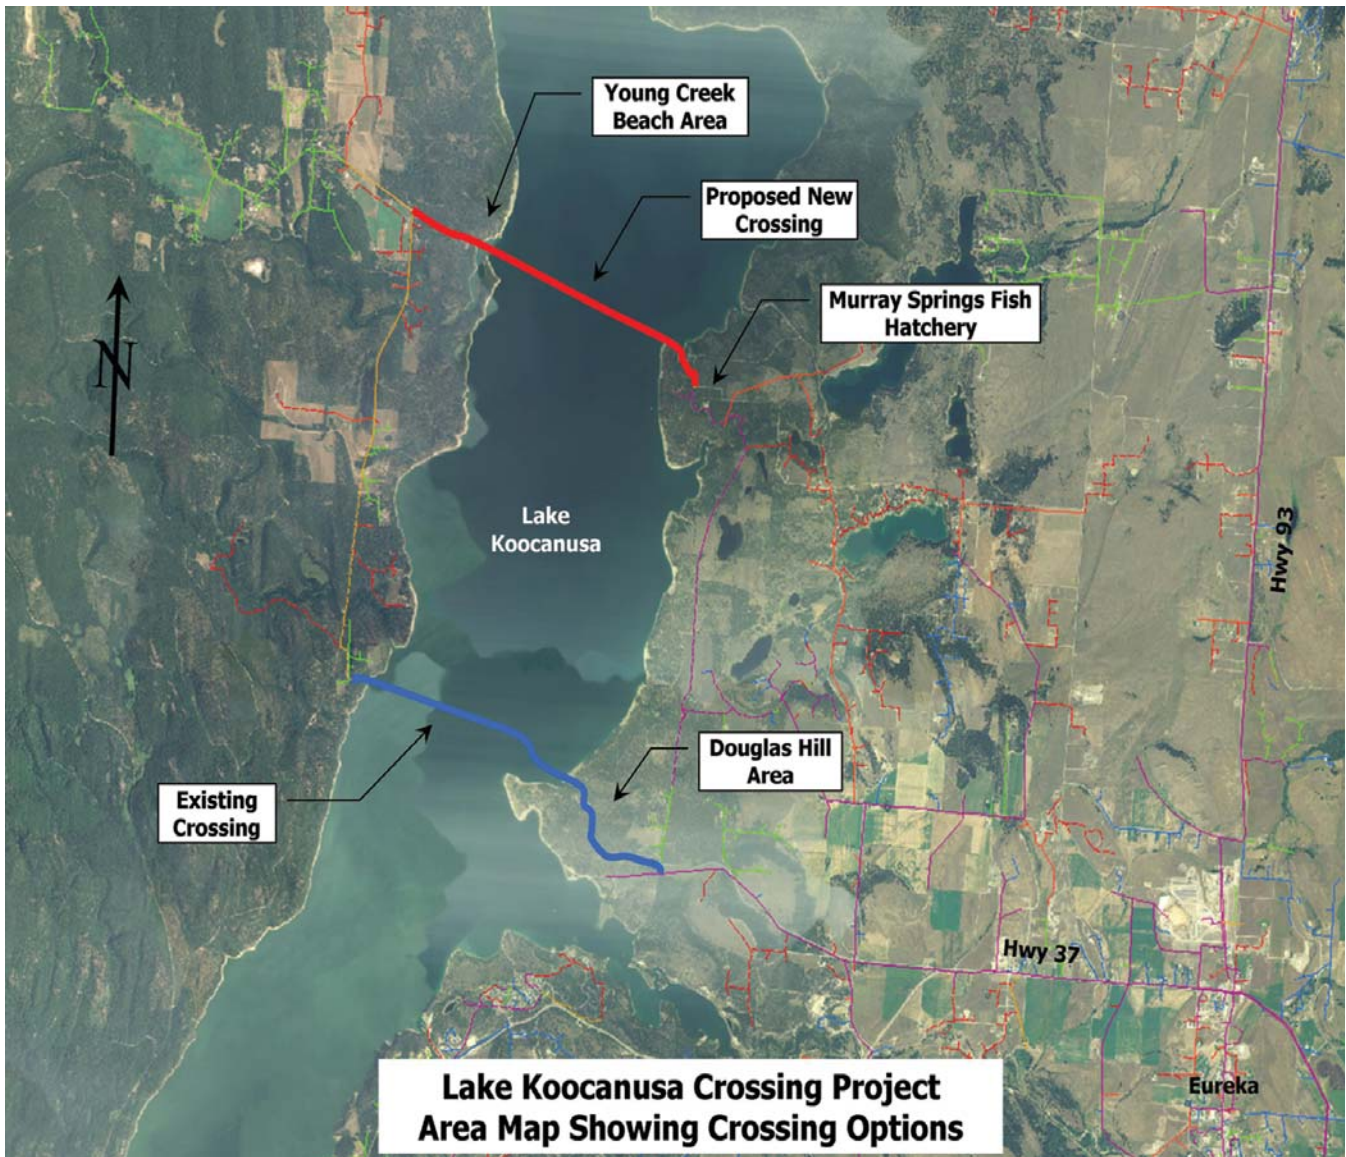 Young Creek
Beach Area
Proposed New
Crossing
Murray Springs Fish
Hatchery
N
Lake
Koocanusa
Hwy 93
Douglas Hill
Area
Existing
Crossing
Hwy 37
Eureka
Lake Koocanusa Crossing Project
Area Map Showing Crossing Options